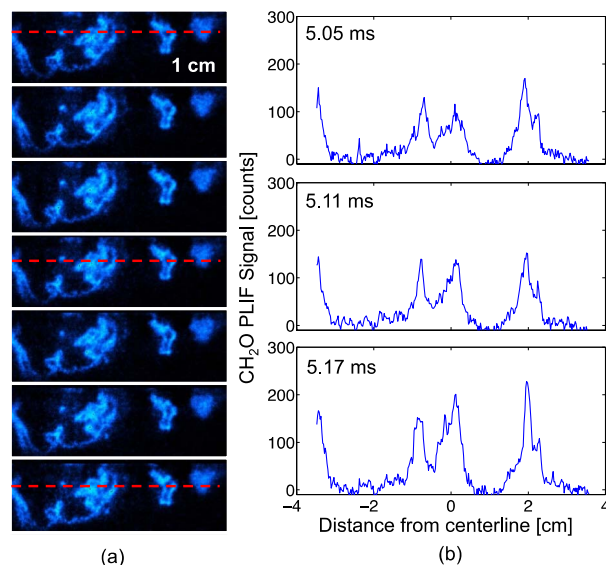 1 cm
(a)
CH₂O PLIF Signal [counts]
5.05 ms
300
200
100
0
5.11 ms
300
200
100
0
5.17 ms
300
200
100
0
−4
−2
0
2
4
Distance from centerline [cm]
(b)